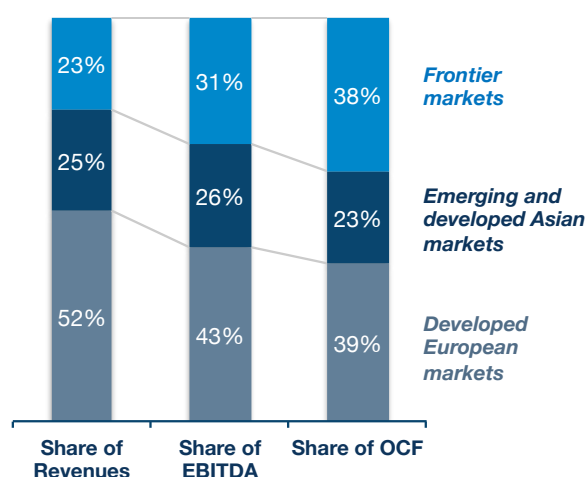 23%
31%
38%
Frontier
markets
25%
26%
23%
Emerging and
developed Asian
markets
52%
43%
39%
Developed
European
markets
Share of
Revenues
Share of
EBITDA
Share of OCF